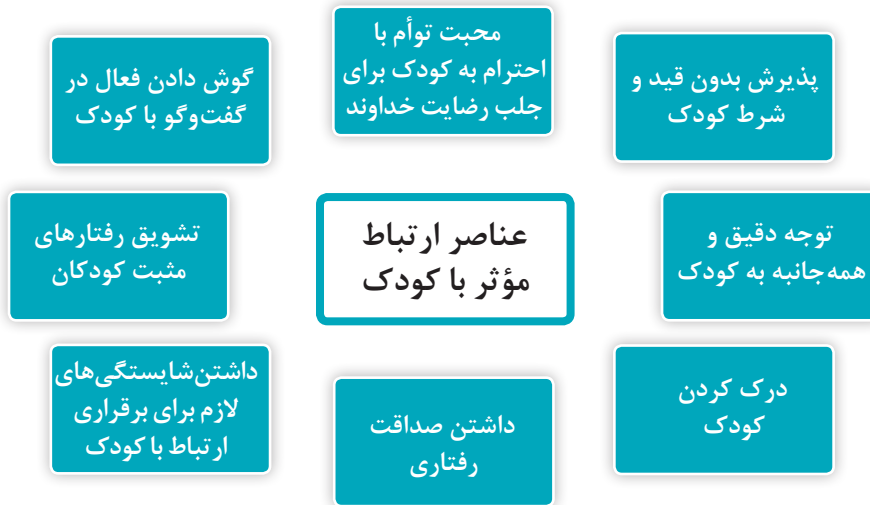 محبت توأم با
احترام به کودک برای
جلب رضایت خداوند
پذیرش بدون قید و
شرط کودک
توجه دقیق و
همه‌جانبه به کودک
درک کردن
کودک
داشتن صداقت
رفتاری
داشتن‌شایستگی‌های
لازم برای برقراری
ارتباط با کودک
تشویق رفتارهای
مثبت کودکان
گوش دادن فعال در
گفت‌وگو با کودک
عناصر ارتباط
مؤثر با کودک